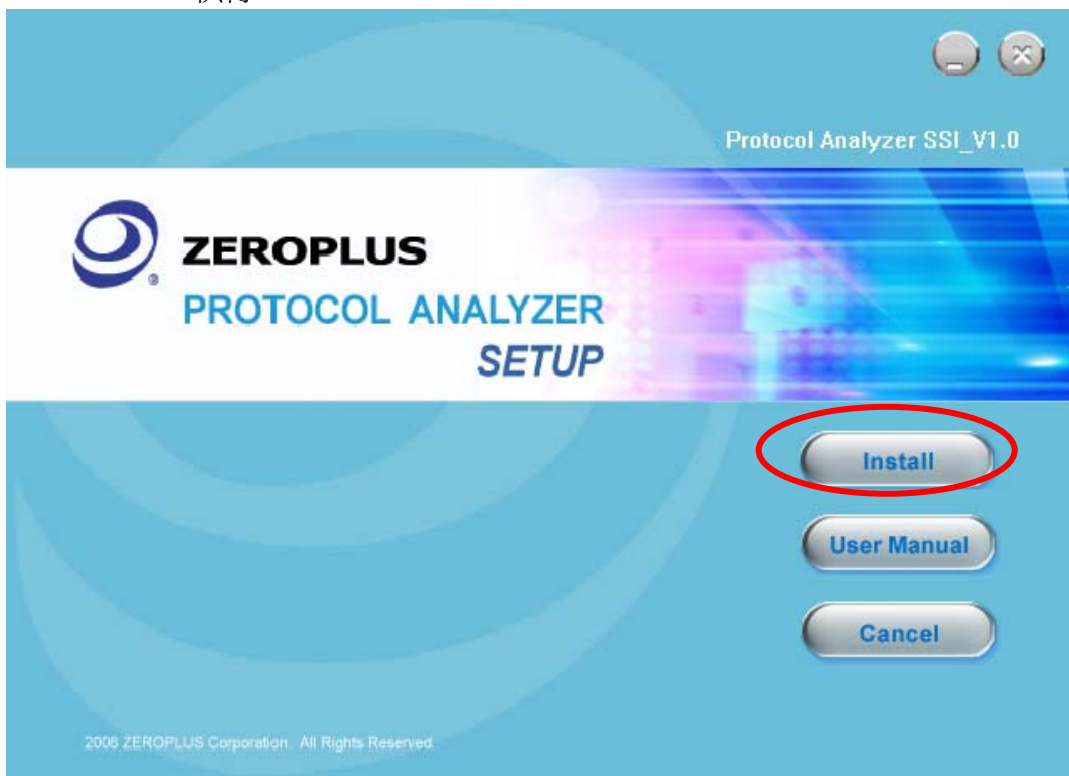 Protocol Analyzer SSI_V1.0
ZEROPLUS
PROTOCOL ANALYZER
SETUP
Install
User Manual
Cancel
2006 ZEROPLUS Corporation. All Rights Reserved.